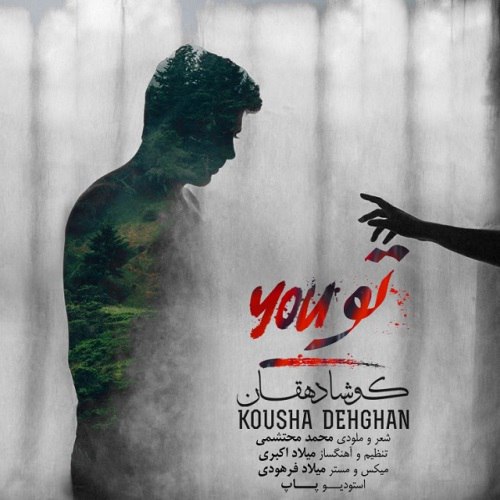 you تو
کوشا دهقان
KOUSHA DEHGHAN
شعر و ملودی محمد محتشمی
تنظیم و آهنگساز میلاد اکبری
میکس و مستر میلاد فرهودی
استودیو پاپ